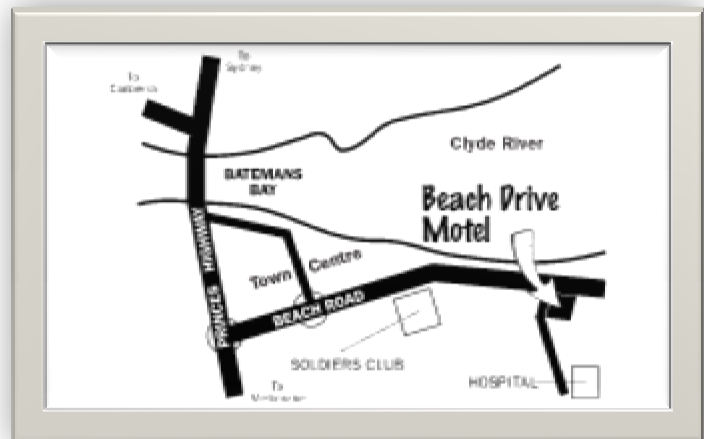 To
Sydney
To
Canberra
Clyde River
BATEMANS
BAY
Beach Drive
Motel
PRINCES HAWWAY
Town Centre
BEACH ROAD
SOLDIERS CLUB
HOSPITAL
To